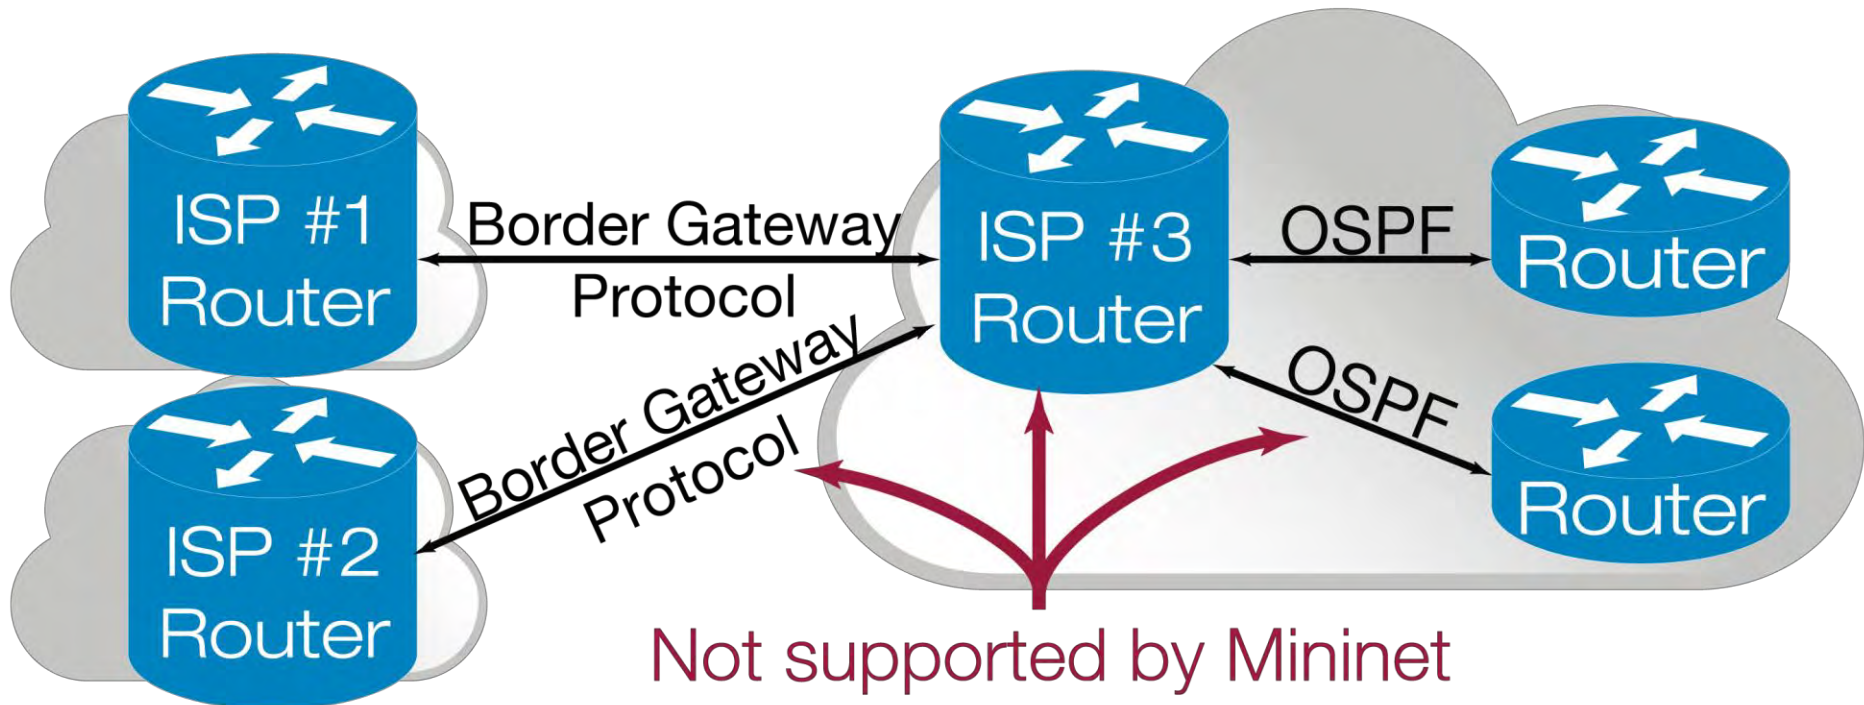 ISP #1
Router
Border Gateway
Protocol
ISP #3
Router
OSPF
Router
ISP #2
Router
Border Gateway
Protocol
OSPF
Router
Not supported by Mininet